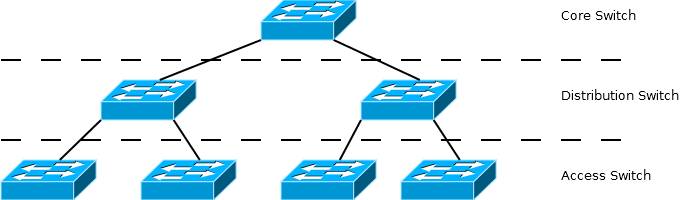 Core Switch
Distribution Switch
Access Switch